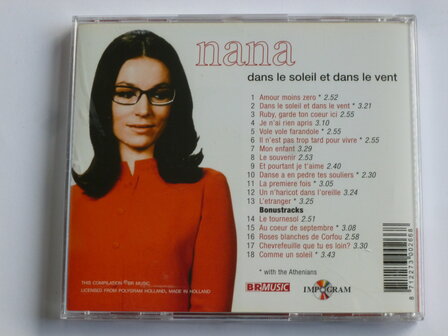 nana
dans le soleil et dans le vent
1 Amour moins zero * 2.52
2 Dans le soleil et dans le vent * 3.21
3 Ruby, garde ton coeur ici 2.55
4 Je n'ai rien apris 3.10
5 Vole vole farandole * 2.55
6 Il n'est pas trop tard pour vivre * 2.55
7 Mon enfant 3.29
8 Le souvenir 2.53
9 Et pourtant je t'aime 2.40
10 Danse a en pedre tes souliers * 2.30
11 La premiere fois * 3.05
12 Un n'haricot dans l'oreille 3.24
13 L'etranger * 3.25
Bonustracks
14 Le tournesol 2.51
15 Au coeur de septembre * 3.08
16 Roses blanches de Corfou 2.58
17 Chevrefeuille que tu es loin? 3.30
18 Comme un soleil * 3.43
* with the Athenians
THIS COMPILATION ℗BR MUSIC
LICENSED FROM POLYGRAM HOLLAND, MADE IN HOLLAND
BR MUSIC
IMPOGRAM
8 712273 002668